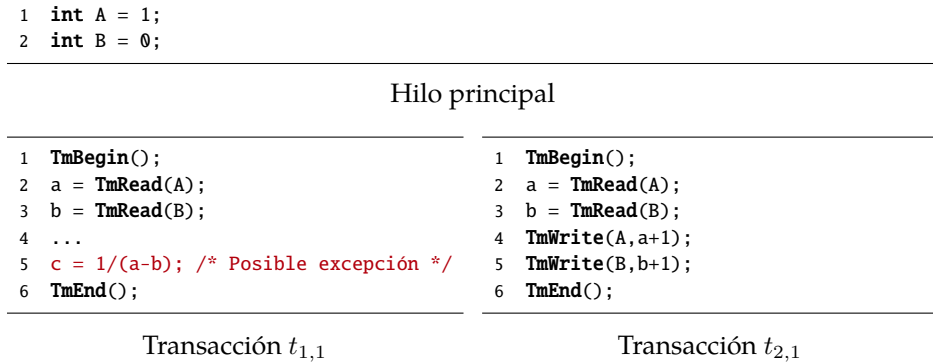 1 int A = 1;
2 int B = 0;
Hilo principal
1 TmBegin();
2 a = TmRead(A);
3 b = TmRead(B);
4 ...
5 c = 1/(a-b); /* Posible excepción */
6 TmEnd();
Transacción t1,1
1 TmBegin();
2 a = TmRead(A);
3 b = TmRead(B);
4 TmWrite(A,a+1);
5 TmWrite(B,b+1);
6 TmEnd();
Transacción t2,1